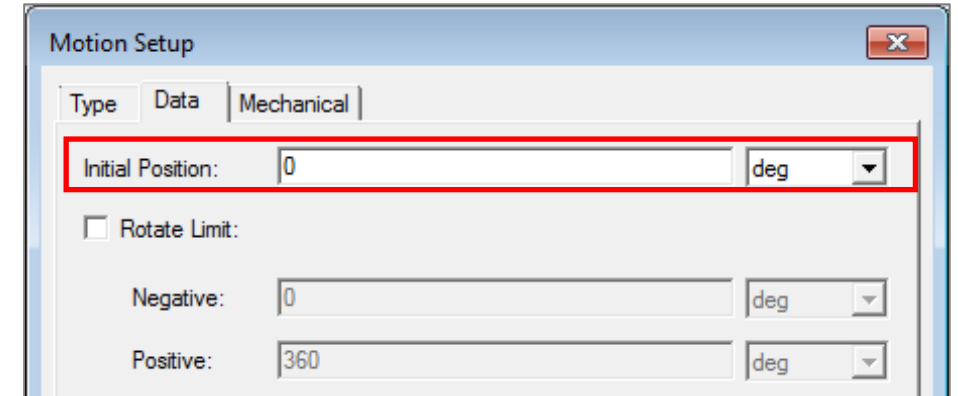 Motion Setup
Type Data Mechanical
Initial Position: 0 deg
Rotate Limit:
Negative: 0 deg
Positive: 360 deg